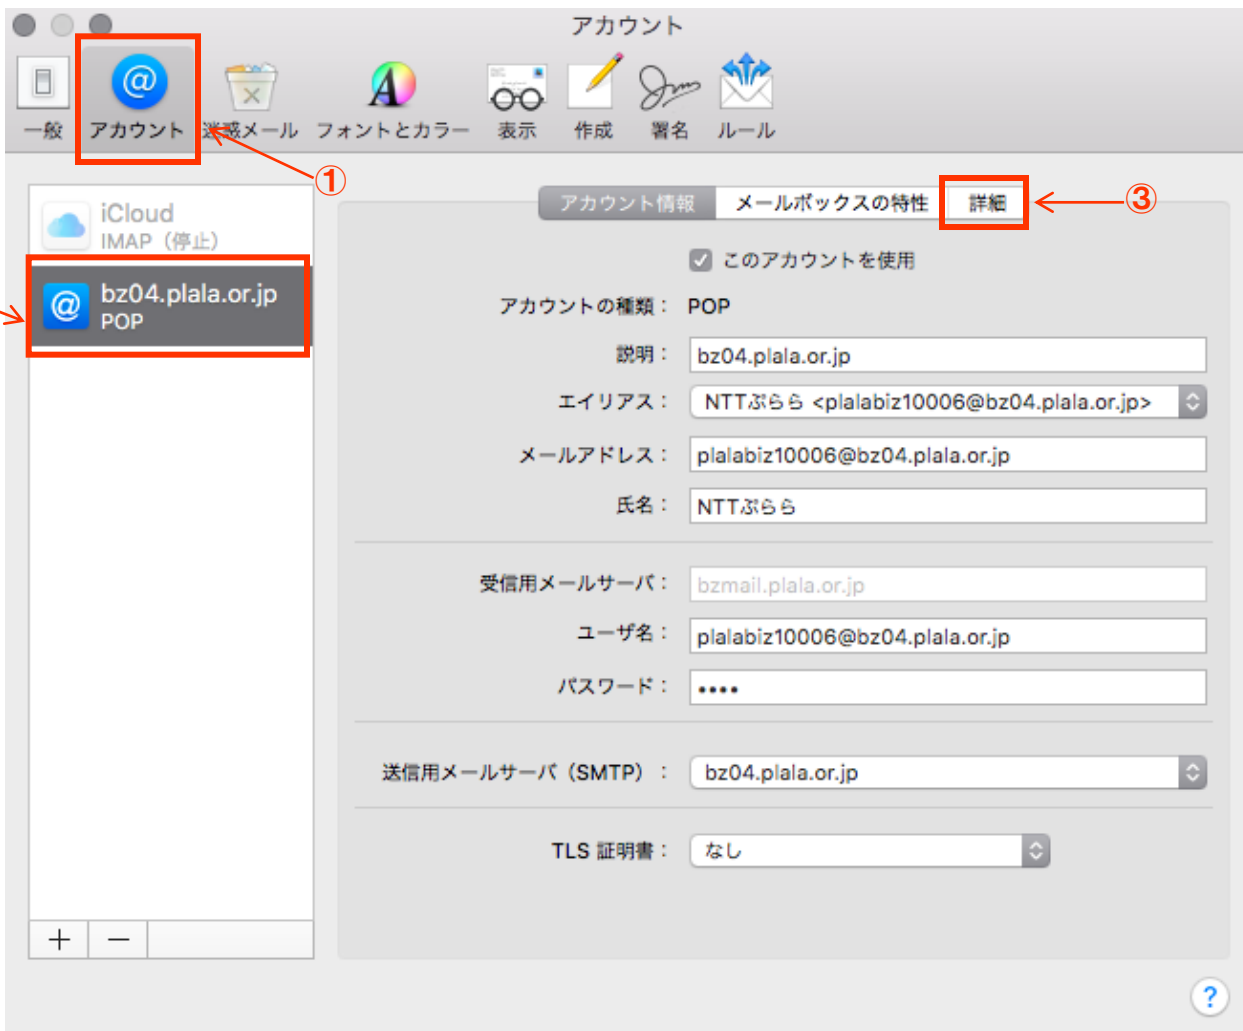 アカウント
一般
アカウント
迷惑メール
フォントとカラー
表示
作成
署名
ルール
①
iCloud
IMAP（停止）
bz04.plala.or.jp
POP
アカウント情報
メールボックスの特性
詳細
③
このアカウントを使用
アカウントの種類： POP
説明： bz04.plala.or.jp
エイリアス： NTTぷらら <plalabiz10006@bz04.plala.or.jp>
メールアドレス： plalabiz10006@bz04.plala.or.jp
氏名： NTTぷらら
受信用メールサーバ： bzmail.plala.or.jp
ユーザ名： plalabiz10006@bz04.plala.or.jp
パスワード： ••••
送信用メールサーバ（SMTP）： bz04.plala.or.jp
TLS 証明書： なし
+ −
?